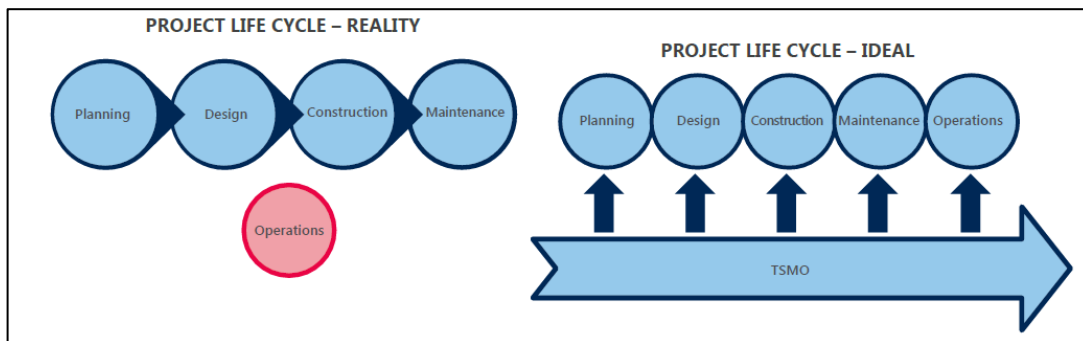 PROJECT LIFE CYCLE – REALITY
Planning
Design
Construction
Maintenance
Operations
PROJECT LIFE CYCLE – IDEAL
Planning
Design
Construction
Maintenance
Operations
TSMO